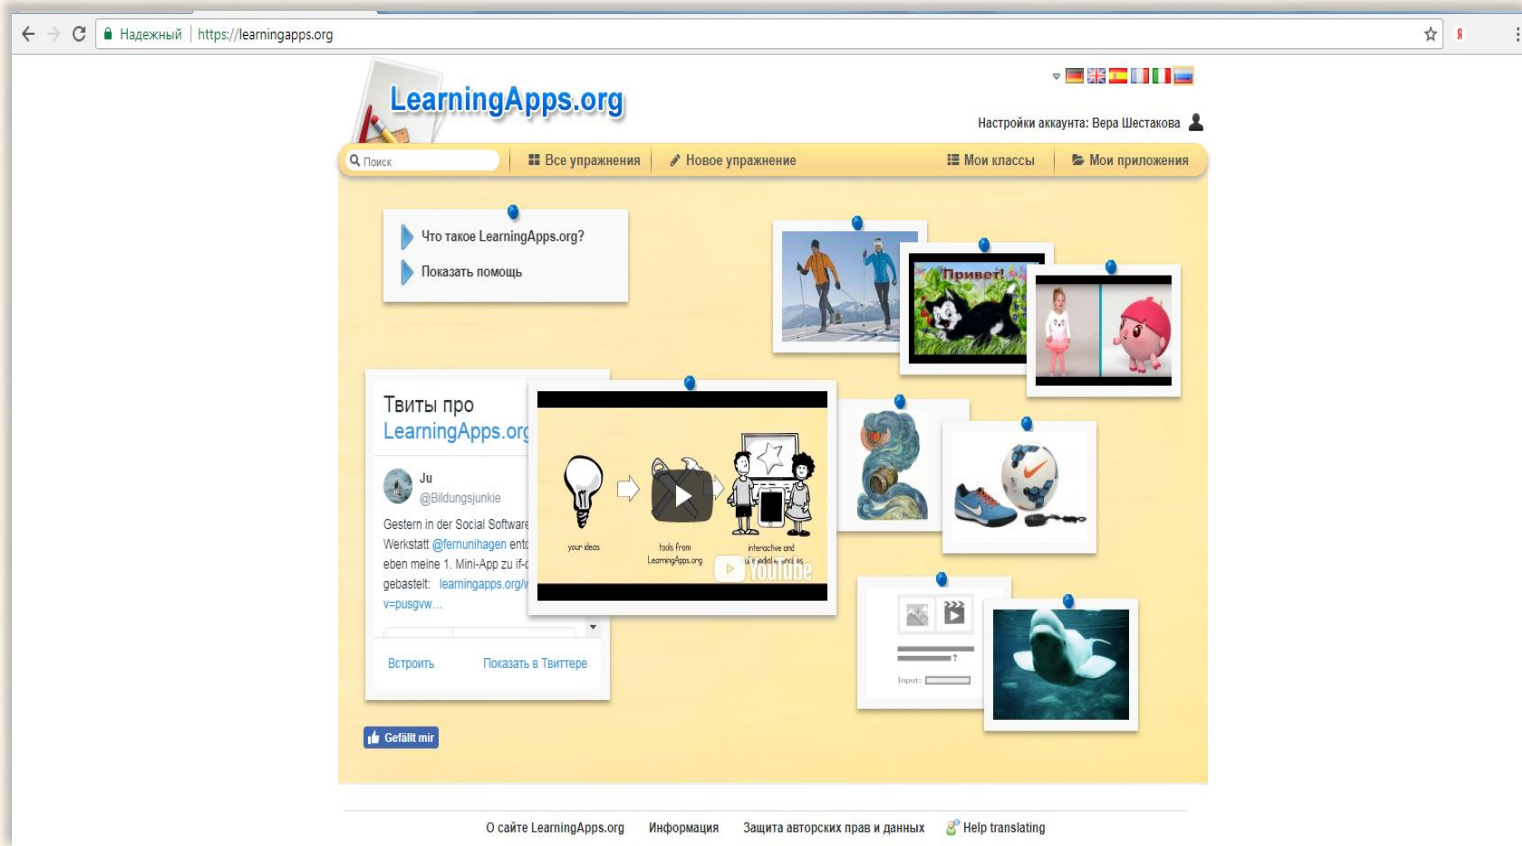 Надежный | https://learningapps.org
LearningApps.org
Настройки аккаунта: Вера Шестакова
Поиск
Все упражнения
Новое упражнение
Мои классы
Мои приложения
Что такое LearningApps.org?
Показать помощь
Привет!
Твиты про
LearningApps.org
Ju
@Bildungsjunkie
Gestern in der Social Software
Werkstatt @fernunihagen
eben meine 1. Mini-App zu
gebastelt: learningapps.org/
v=pusgvw…
Встроить
Показать в Твиттере
your ideas
tools from
LearningApps.org
interactive and
YouTube
?
Input:
Gefällt mir
О сайте LearningApps.org
Информация
Защита авторских прав и данных
Help translating